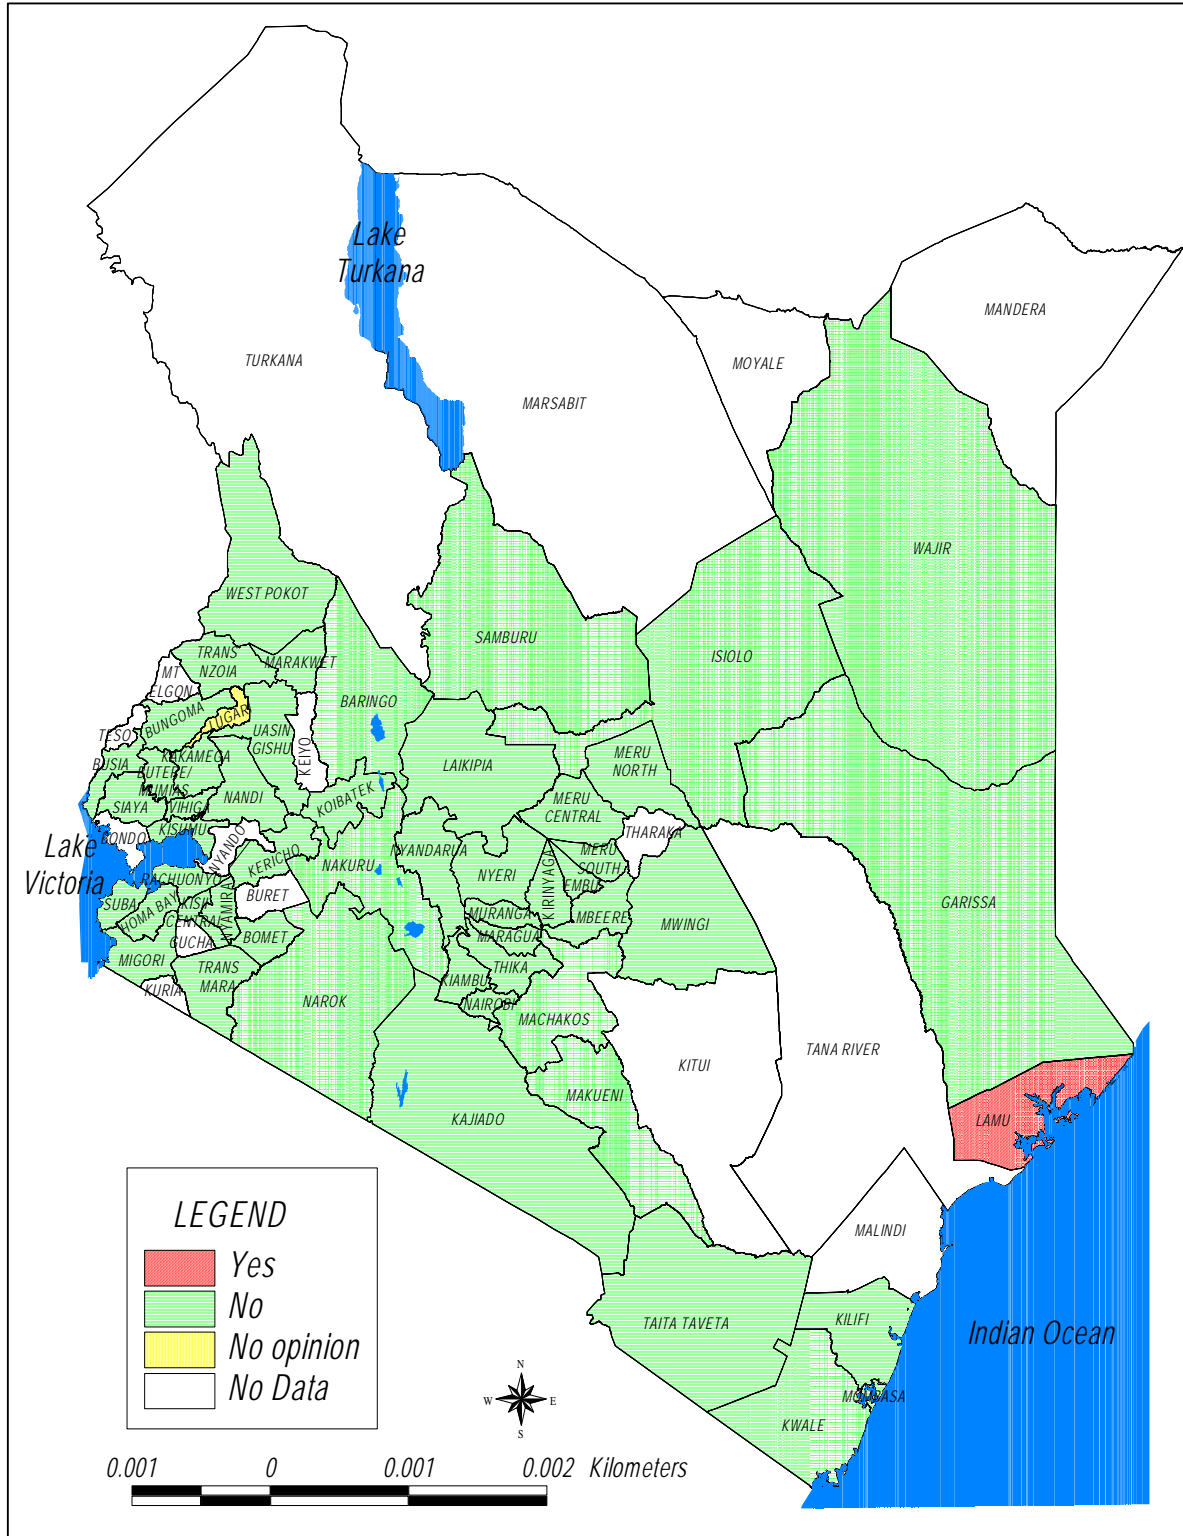 Lake
Turkana
MANDERA
TURKANA
MOYALE
MARSABIT
WAJIR
WEST POKOT
SAMBURU
ISIOLO
TRANS
NZOIA
MARAKWET
MT
ELGON
BARINGO
LUGARI
BUNGOMA
TESO
UASIN
GISHU
KEIYO
BUSIA
KAKAMEGA
BUTERE/
MUMIAS
LAIKIPIA
MERU
NORTH
SIAYA
VIHIGA
NANDI
KOIBATEK
MERU
CENTRAL
THARAKA
BONDO
KISUMU
NYANDO
Lake
Victoria
KERICHO
NAKURU
NYANDARUA
NYERI
KIRINYAGA
MERU
SOUTH
EMBU
RACHUONYO
BURET
SUBA
HOMA BAY
KISII
CENTRAL
NYAMIRA
GUCHA
BOMET
MURANGA
MBEERE
MWINGI
GARISSA
MARAGUA
MIGORI
TRANS
MARA
THIKA
KURIA
NAROK
KIAMBU
NAIROBI
MACHAKOS
TANA RIVER
KITUI
MAKUENI
KAJIADO
LAMU
MALINDI
LEGEND
Yes
No
No opinion
No Data
TAITA TAVETA
KILIFI
Indian Ocean
MOMBASA
KWALE
N
W E
S
0.001 0 0.001 0.002 Kilometers